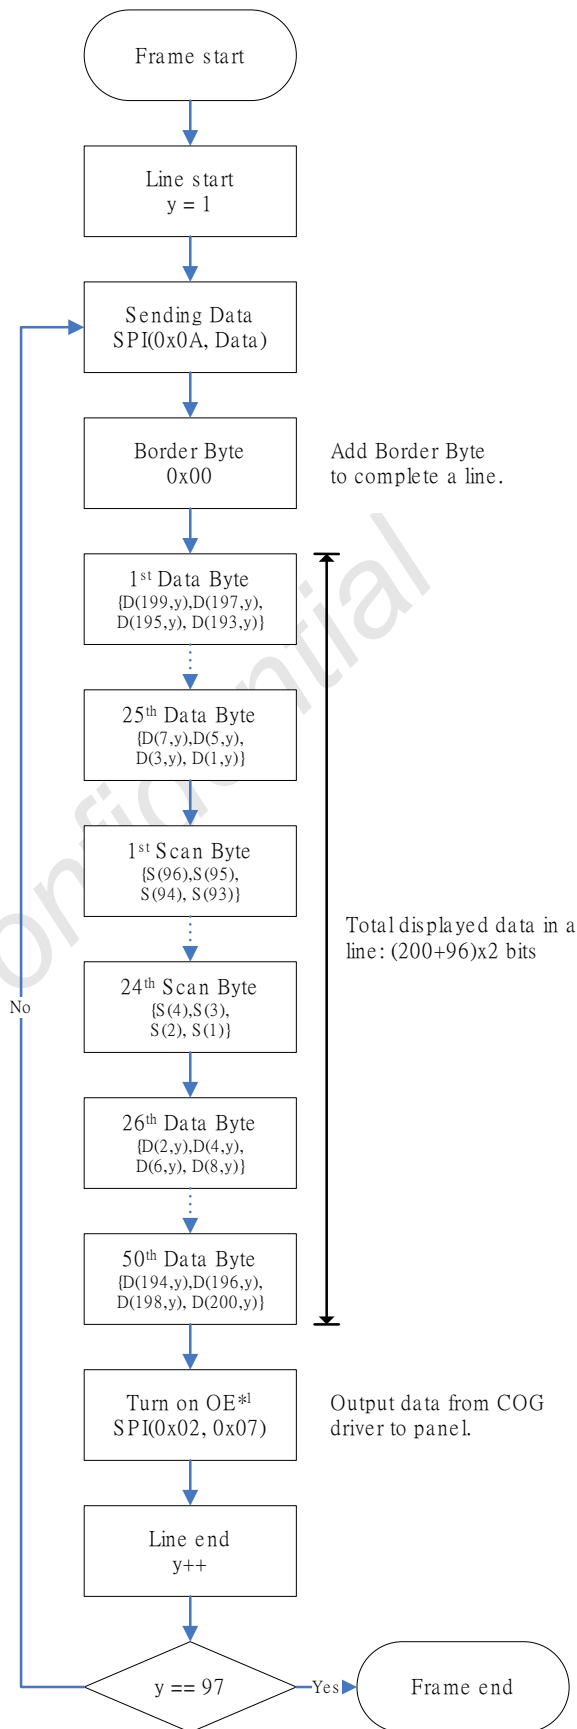 Frame start
Line start
y = 1
Sending Data
SPI(0x0A, Data)
Border Byte
0x00
Add Border Byte
to complete a line.
1st Data Byte
{D(199,y),D(197,y),
D(195,y), D(193,y)}
25th Data Byte
{D(7,y),D(5,y),
D(3,y), D(1,y)}
1st Scan Byte
{S(96),S(95),
S(94), S(93)}
Total displayed data in a
line: (200+96)x2 bits
24th Scan Byte
{S(4),S(3),
S(2), S(1)}
No
26th Data Byte
{D(2,y),D(4,y),
D(6,y), D(8,y)}
50th Data Byte
{D(194,y),D(196,y),
D(198,y), D(200,y)}
Turn on OE*1
SPI(0x02, 0x07)
Output data from COG
driver to panel.
Line end
y++
y == 97
Yes
Frame end